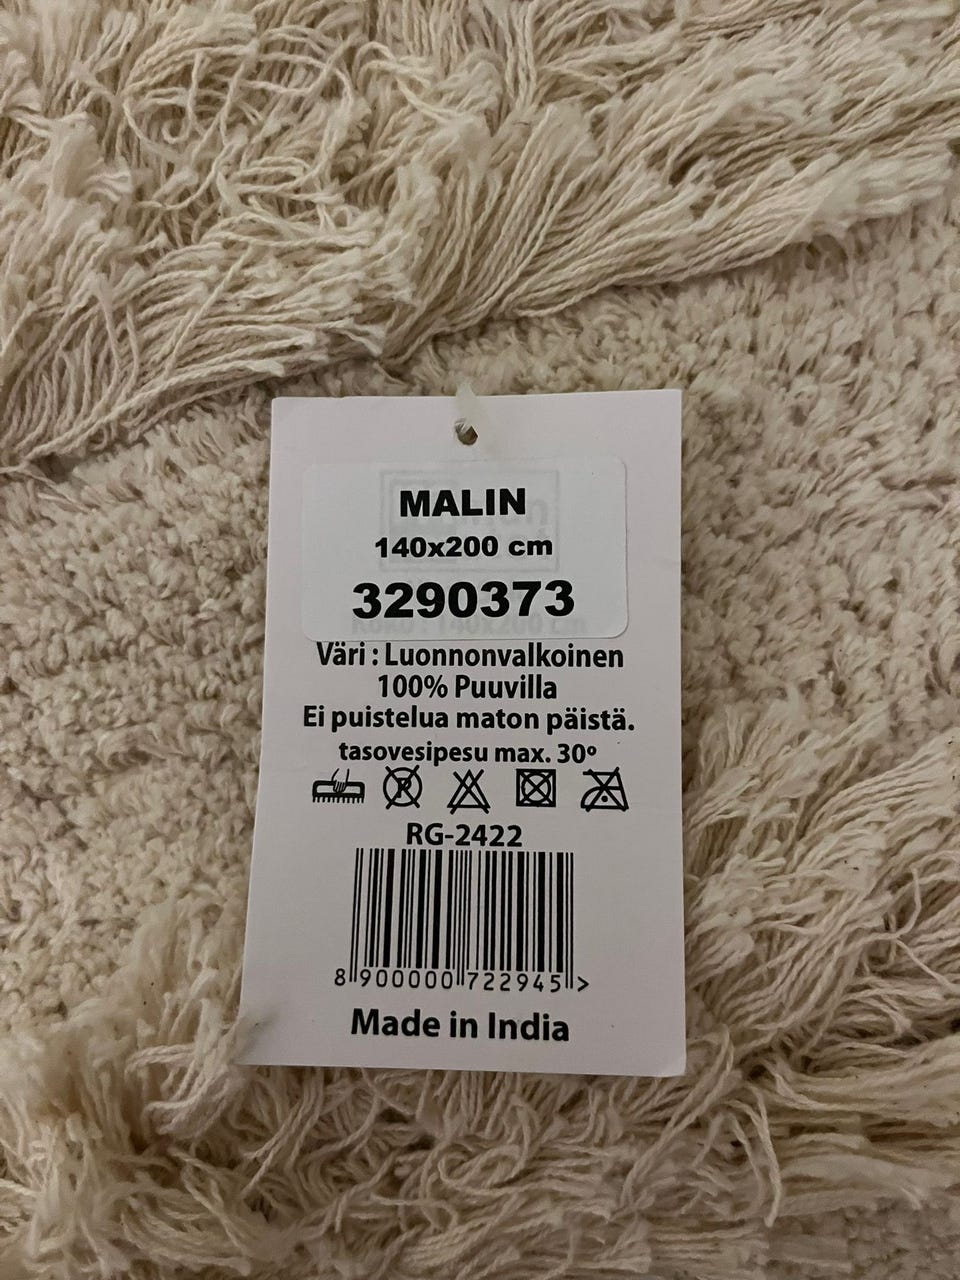 MALIN
140x200 cm
3290373
Väri : Luonnonvalkoinen
100% Puuvilla
Ei puistelua maton päistä.
tasovesipesu max. 30º
RG-2422
8 900000 722945 >
Made in India